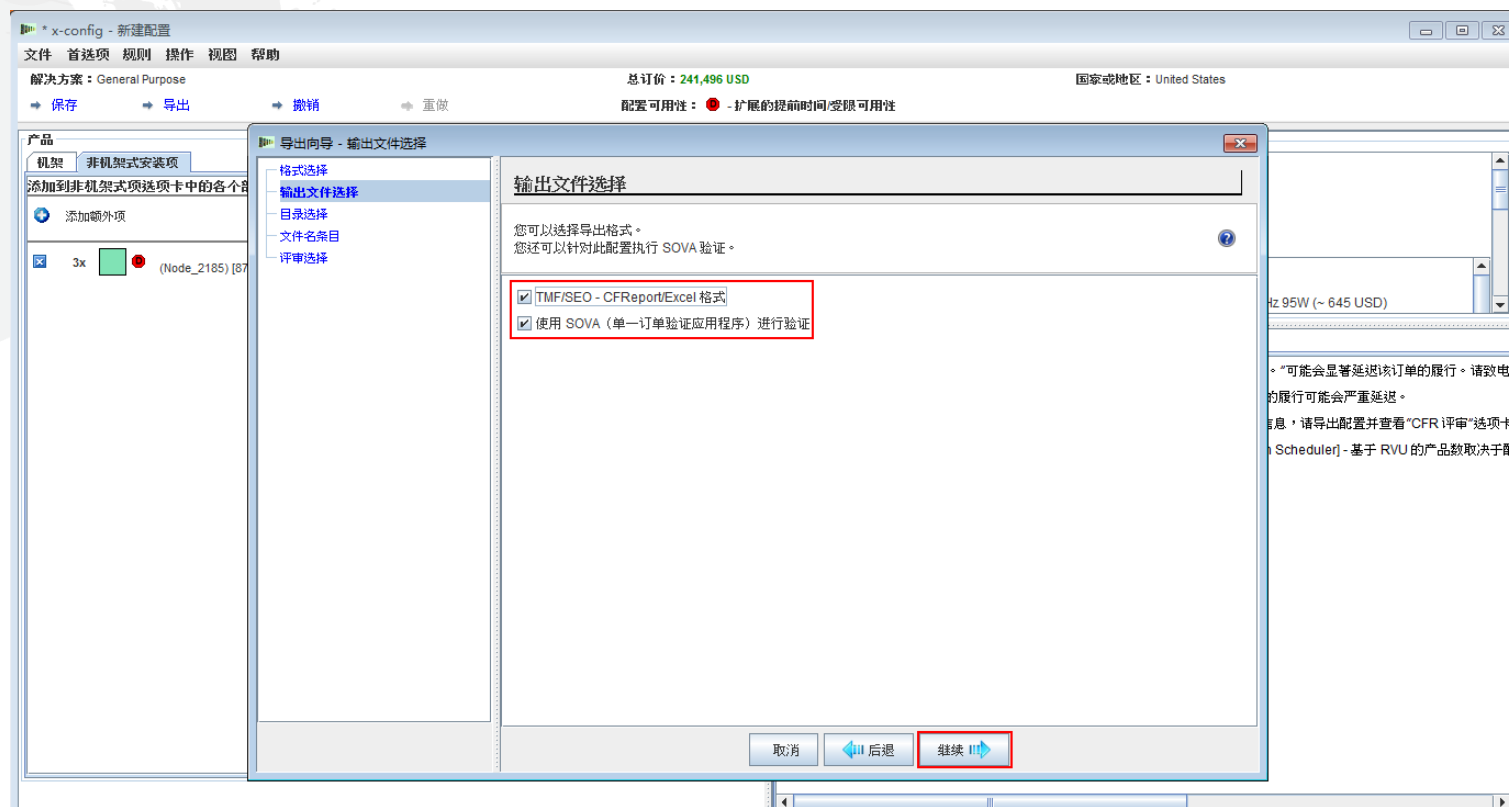 * x-config - 新建配置
文件 首选项 规则 操作 视图 帮助
解决方案：General Purpose
总订价：241,496 USD
国家或地区：United States
保存 导出 撤销 重做
配置可用性： -扩展的提前时间/受限可用性
产品
机架 非机架式安装项
添加到非机架式项选项卡中的各个部
添加额外项
3x (Node_2185) [87
导出向导 - 输出文件选择
格式选择
输出文件选择
目录选择
文件名条目
评审选择
输出文件选择
您可以选择导出格式。
您还可以针对此配置执行 SOVA 验证。
TMF/SEO - CFReport/Excel 格式
使用 SOVA（单一订单验证应用程序）进行验证
取消 后退 继续
Hz 95W (~ 645 USD)
。"可能会显著延迟该订单的履行。请致电
的履行可能会严重延迟。
信息，请导出配置并查看"CFR 评审"选项卡
Scheduler] - 基于 RVU 的产品数取决于